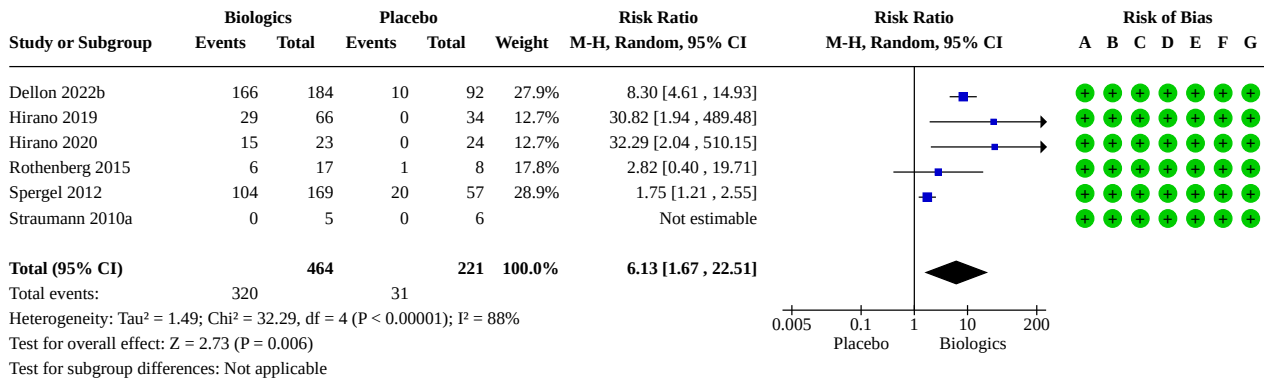 Biologics Placebo Risk Ratio Risk Ratio Risk of Bias
Study or Subgroup Events Total Events Total Weight M-H, Random, 95% CI M-H, Random, 95% CI A B C D E F G
Dellon 2022b 166 184 10 92 27.9% 8.30 [4.61 , 14.93] + + + + + + +
Hirano 2019 29 66 0 34 12.7% 30.82 [1.94 , 489.48] + + + + + + +
Hirano 2020 15 23 0 24 12.7% 32.29 [2.04 , 510.15] + + + + + + +
Rothenberg 2015 6 17 1 8 17.8% 2.82 [0.40 , 19.71] + + + + + + +
Spergel 2012 104 169 20 57 28.9% 1.75 [1.21 , 2.55] + + + + + + +
Straumann 2010a 0 5 0 6 Not estimable + + + + + + +
Total (95% CI) 464 221 100.0% 6.13 [1.67 , 22.51]
Total events: 320 31
Heterogeneity: Tau² = 1.49; Chi² = 32.29, df = 4 (P < 0.00001); I² = 88%
Test for overall effect: Z = 2.73 (P = 0.006)
Test for subgroup differences: Not applicable
0.005 0.1 1 10 200
Placebo Biologics